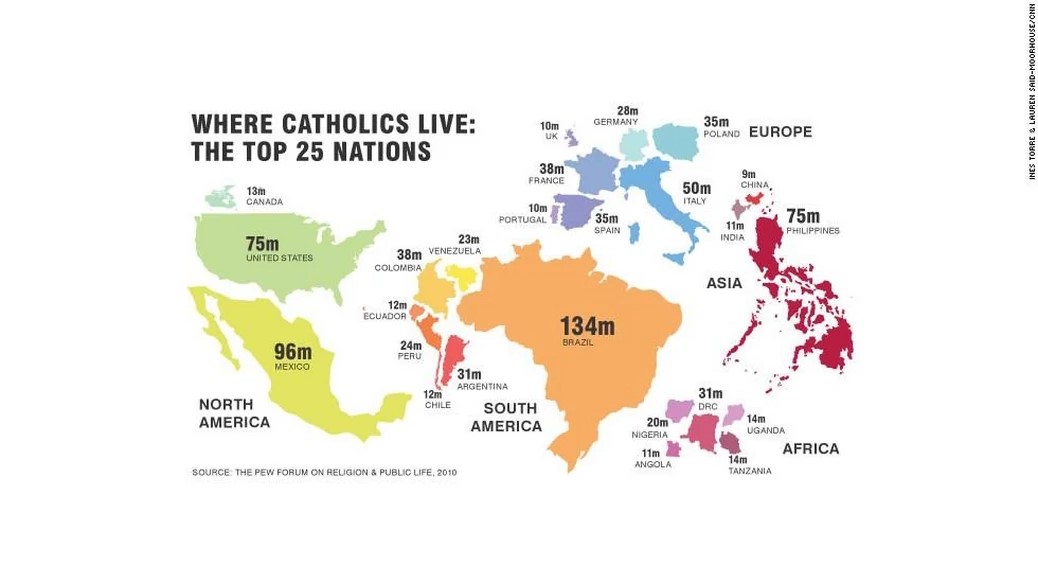 WHERE CATHOLICS LIVE:
THE TOP 25 NATIONS
13m
CANADA
75m
UNITED STATES
96m
MEXICO
NORTH
AMERICA
38m
COLOMBIA
23m
VENEZUELA
12m
ECUADOR
24m
PERU
12m
CHILE
31m
ARGENTINA
134m
BRAZIL
SOUTH
AMERICA
10m
UK
28m
GERMANY
35m
POLAND
EUROPE
38m
FRANCE
50m
ITALY
10m
PORTUGAL
35m
SPAIN
9m
CHINA
11m
INDIA
75m
PHILIPPINES
ASIA
31m
DRC
20m
NIGERIA
14m
UGANDA
11m
ANGOLA
14m
TANZANIA
AFRICA
SOURCE: THE PEW FORUM ON RELIGION & PUBLIC LIFE, 2010
INES TORRE & LAUREN SAID-MOORHOUSE/CNN